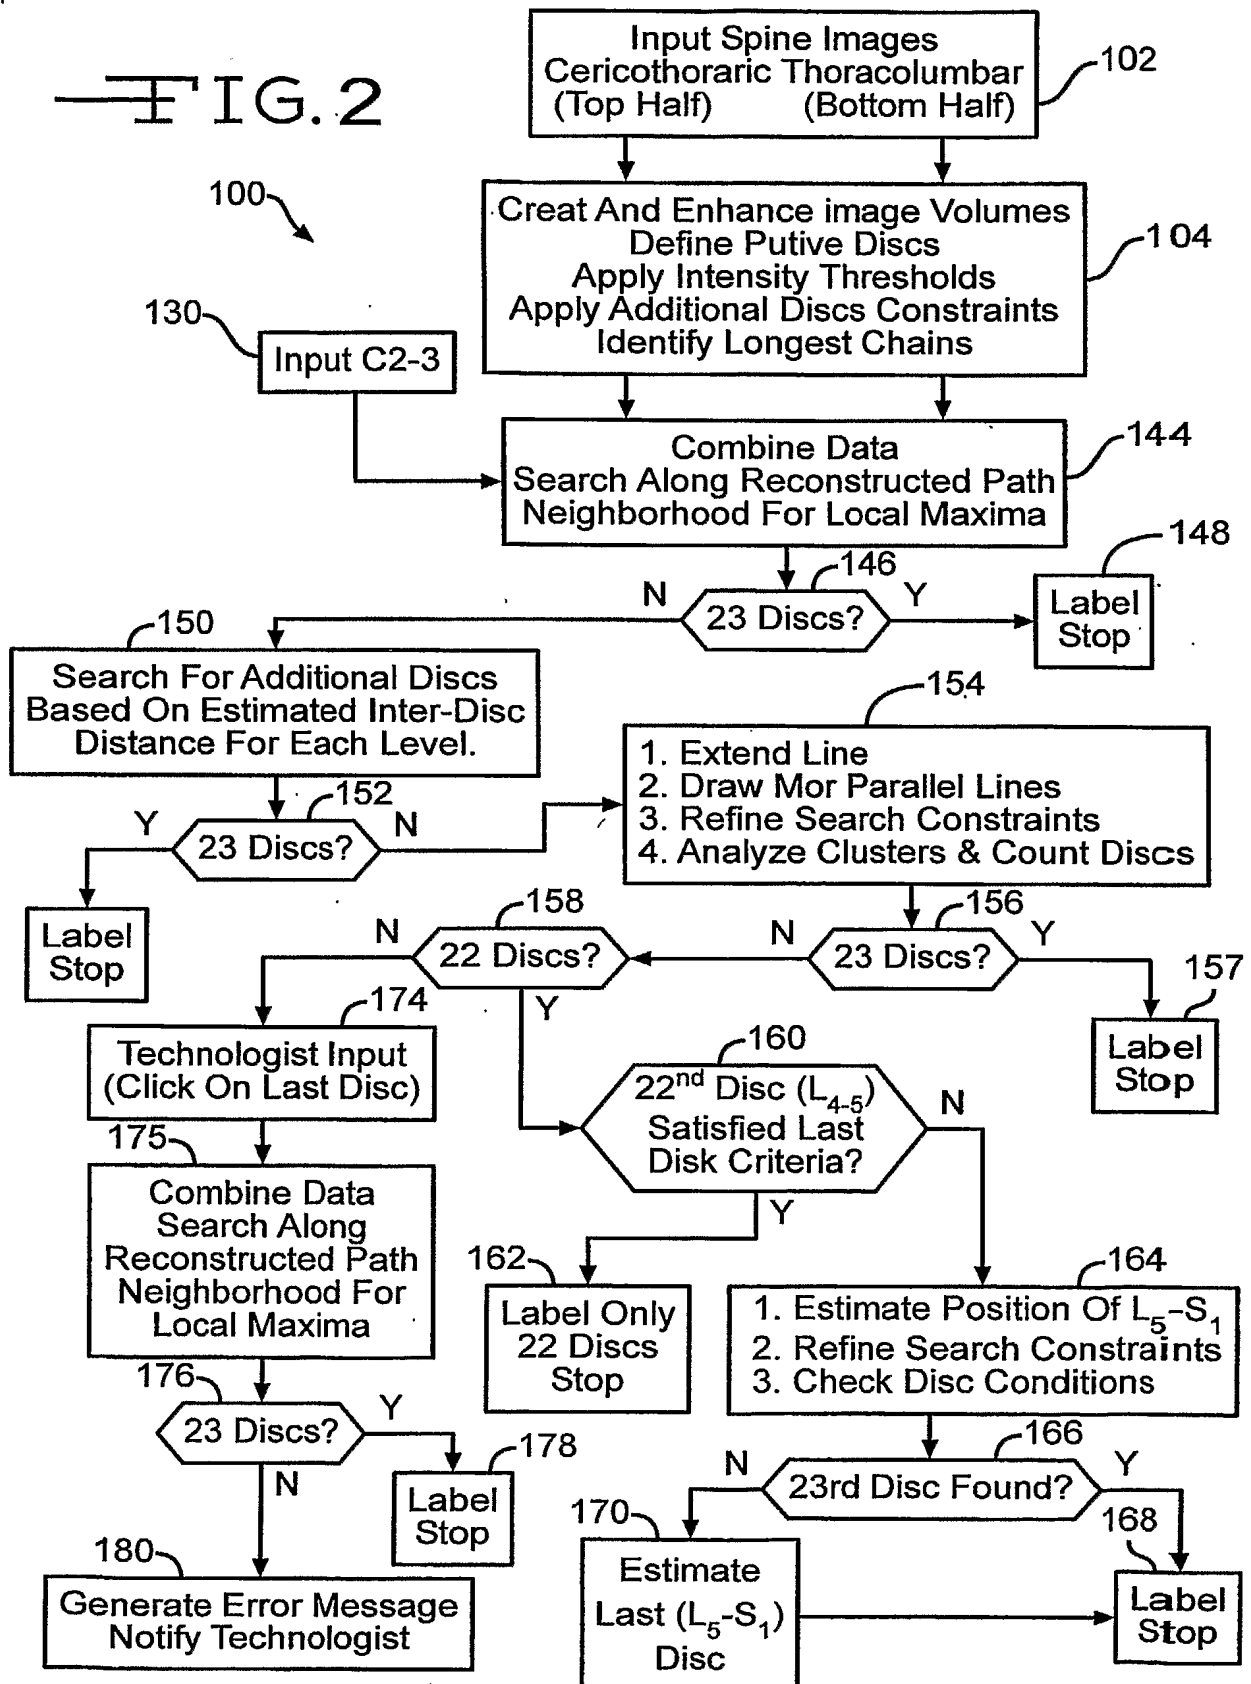 FIG. 2
Input Spine Images
Cericothoraric Thoracolumbar
(Top Half) (Bottom Half)
102
100
Creat And Enhance image Volumes
Define Putive Discs
Apply Intensity Thresholds
Apply Additional Discs Constraints
Identify Longest Chains
104
130
Input C2-3
Combine Data
Search Along Reconstructed Path
Neighborhood For Local Maxima
144
146
N
23 Discs?
Y
148
Label
Stop
150
Search For Additional Discs
Based On Estimated Inter-Disc
Distance For Each Level.
152
Y
23 Discs?
N
Label
Stop
154
1. Extend Line
2. Draw Mor Parallel Lines
3. Refine Search Constraints
4. Analyze Clusters & Count Discs
156
N
23 Discs?
Y
157
Label
Stop
158
N
22 Discs?
Y
160
22nd Disc (L4-5)
Satisfied Last
Disk Criteria?
N
Y
162
Label Only
22 Discs
Stop
164
1. Estimate Position Of L5-S1
2. Refine Search Constraints
3. Check Disc Conditions
166
N
23rd Disc Found?
Y
168
Label
Stop
170
Estimate
Last (L5-S1)
Disc
174
Technologist Input
(Click On Last Disc)
175
Combine Data
Search Along
Reconstructed Path
Neighborhood For
Local Maxima
176
23 Discs?
Y
N
178
Label
Stop
180
Generate Error Message
Notify Technologist